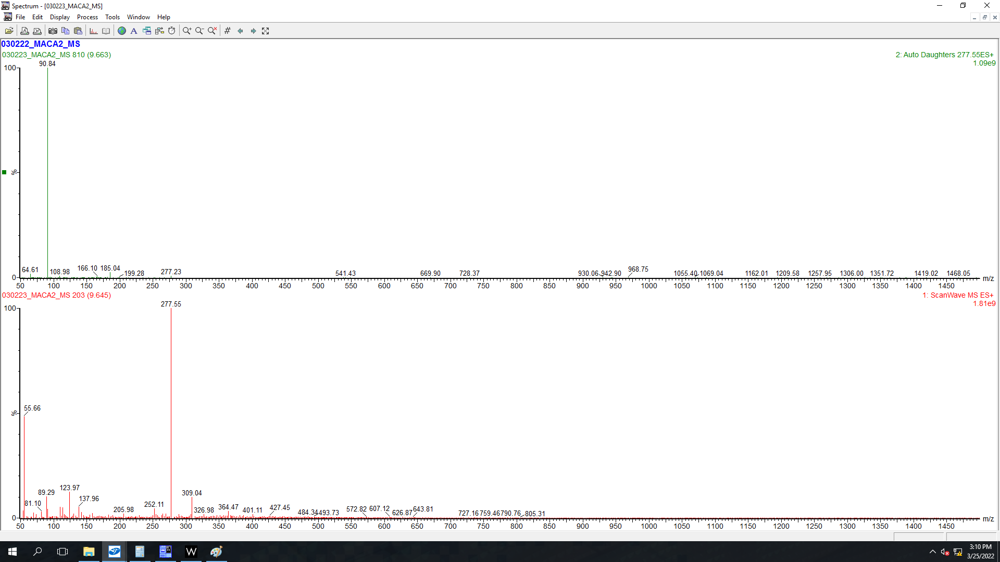 Spectrum - [030223_MACA2_MS]
File Edit Display Process Tools Window Help
030222_MACA2_MS
030223_MACA2_MS 810 (9.663)
2: Auto Daughters 277.55ES+
1.09e9
100
%
0
90.84
64.61 108.98 166.10 185.04 199.28 277.23 541.43 669.90 728.37 930.06 942.90 968.75 1055.40 1069.04 1162.01 1209.58 1257.95 1306.00 1351.72 1419.02 1468.05
m/z
50 100 150 200 250 300 350 400 450 500 550 600 650 700 750 800 850 900 950 1000 1050 1100 1150 1200 1250 1300 1350 1400 1450
030223_MACA2_MS 203 (9.645)
1: ScanWave MS ES+
1.81e9
100
%
0
277.55
55.66
81.10 89.29 123.97 137.96 205.98 252.11 309.04 326.98 364.47 401.11 427.45 484.34 493.73 572.82 607.12 626.87 643.81 727.16 759.46 790.76 805.31
m/z
50 100 150 200 250 300 350 400 450 500 550 600 650 700 750 800 850 900 950 1000 1050 1100 1150 1200 1250 1300 1350 1400 1450
W
3:10 PM
3/25/2022